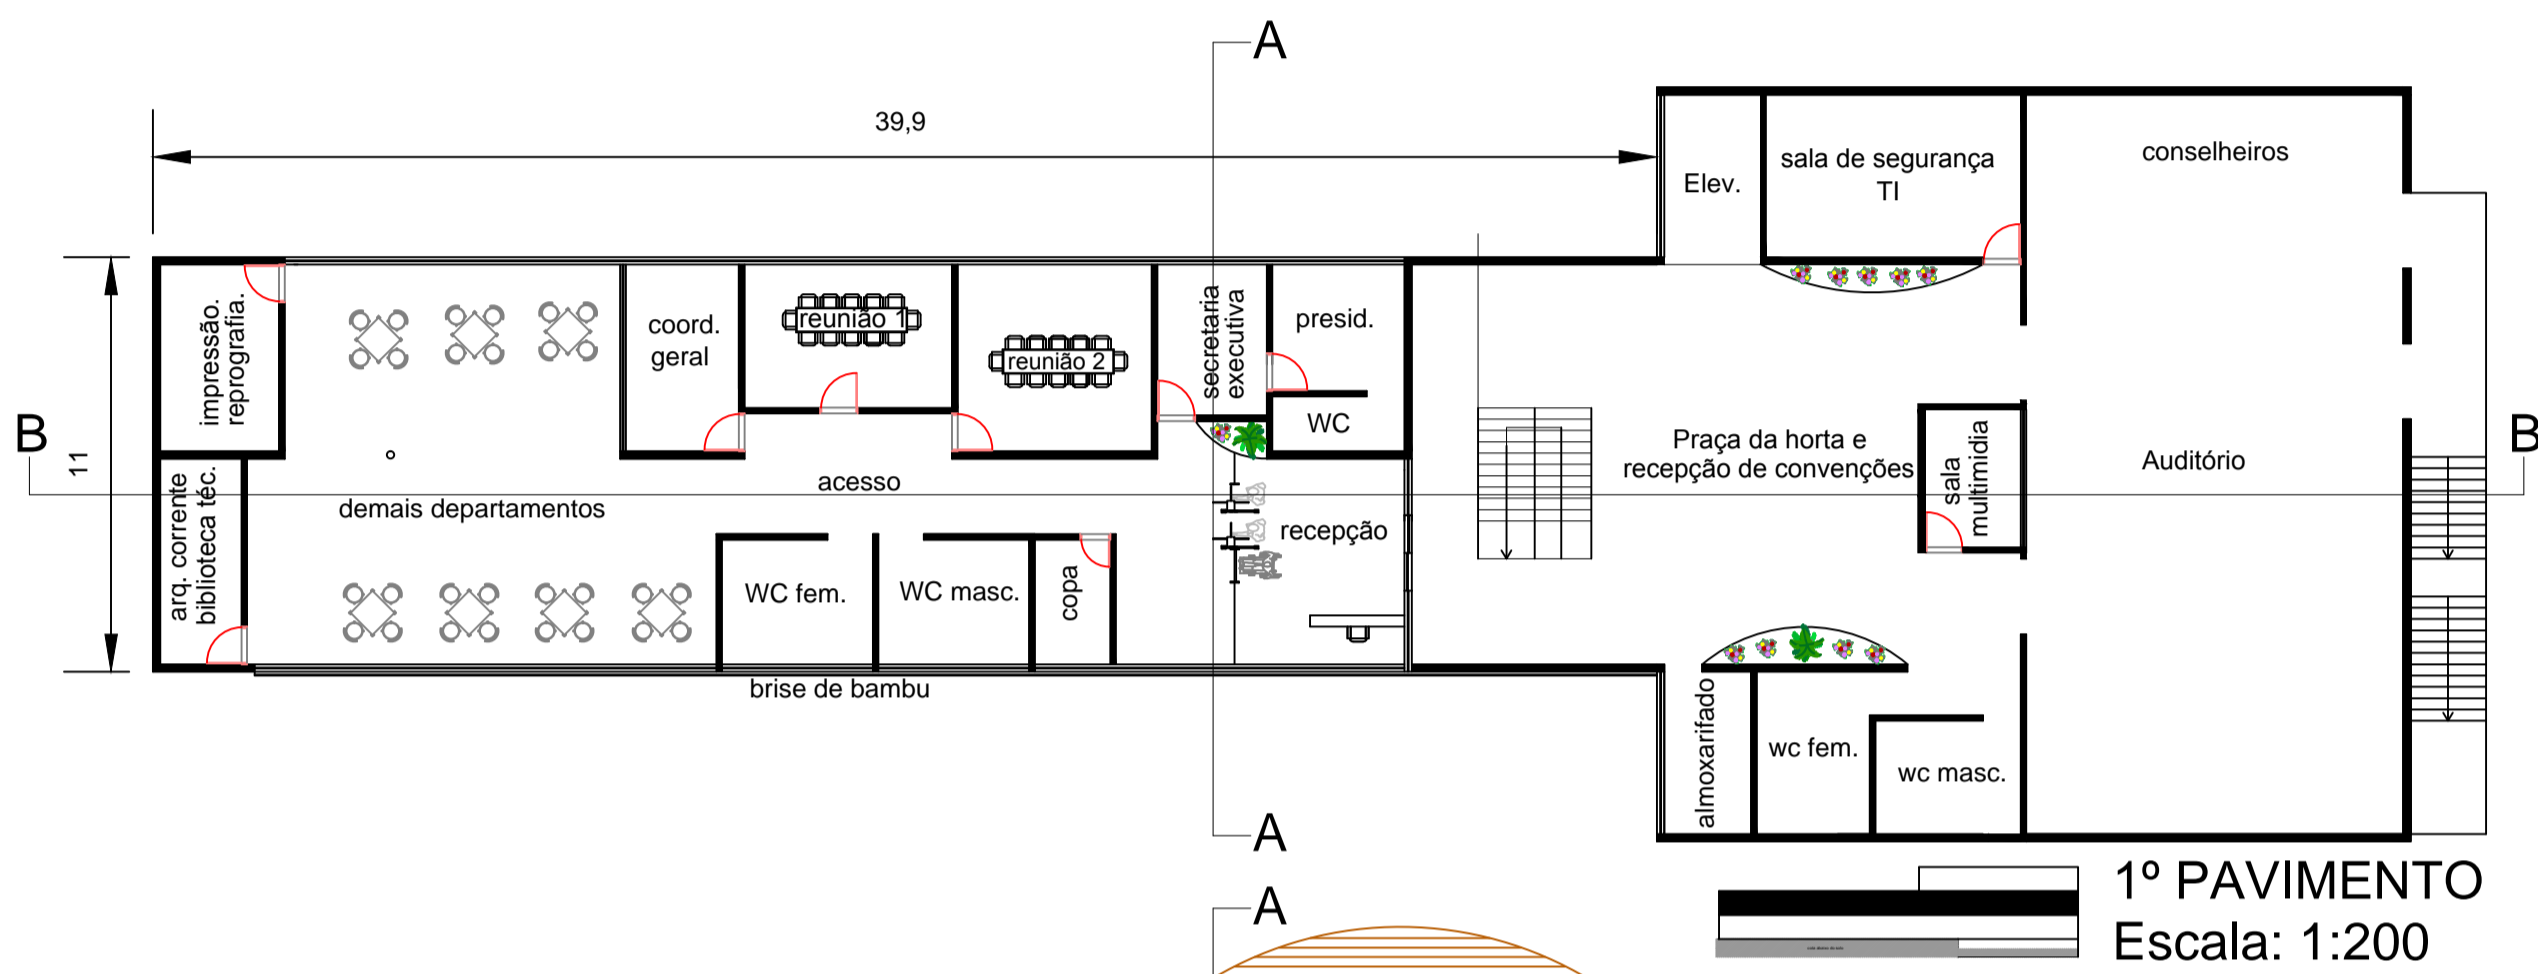 A
39,9
conselheiros
sala de segurança
TI
Elev.
impressão.
reprografia.
coord.
geral
reunião 1
reunião 2
secretaria
executiva
presid.
WC
B
11
Praça da horta e
recepção de convenções
sala
multimidia
Auditório
B
acesso
demais departamentos
recepção
arq. corrente
biblioteca téc.
WC fem.
WC masc.
copa
brise de bambu
almoxarifado
wc fem.
wc masc.
A
A
1º PAVIMENTO
Escala: 1:200